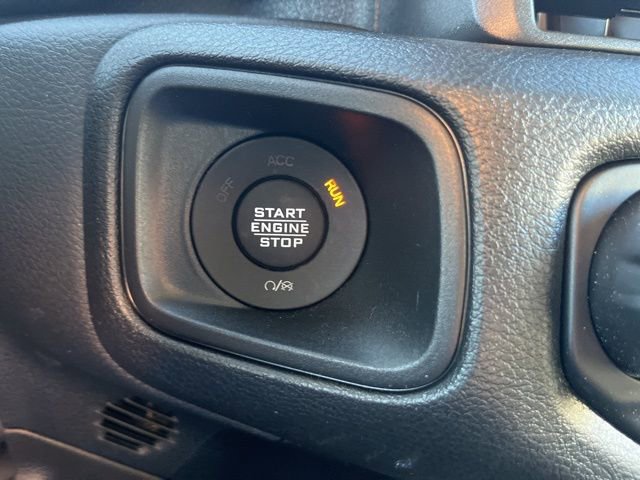 OFF
ACC
RUN
START
ENGINE
STOP